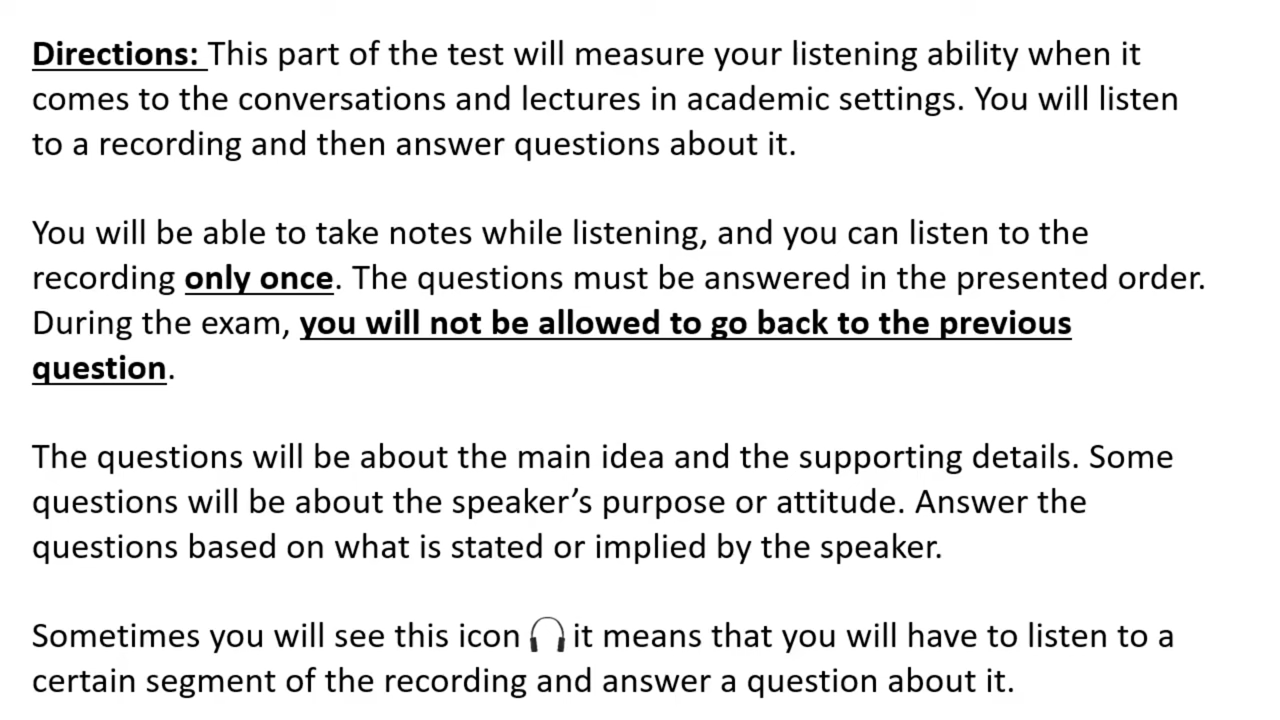 Directions: This part of the test will measure your listening ability when it
comes to the conversations and lectures in academic settings. You will listen
to a recording and then answer questions about it.
You will be able to take notes while listening, and you can listen to the
recording only once. The questions must be answered in the presented order.
During the exam, you will not be allowed to go back to the previous
question.
The questions will be about the main idea and the supporting details. Some
questions will be about the speaker’s purpose or attitude. Answer the
questions based on what is stated or implied by the speaker.
Sometimes you will see this icon it means that you will have to listen to a
certain segment of the recording and answer a question about it.